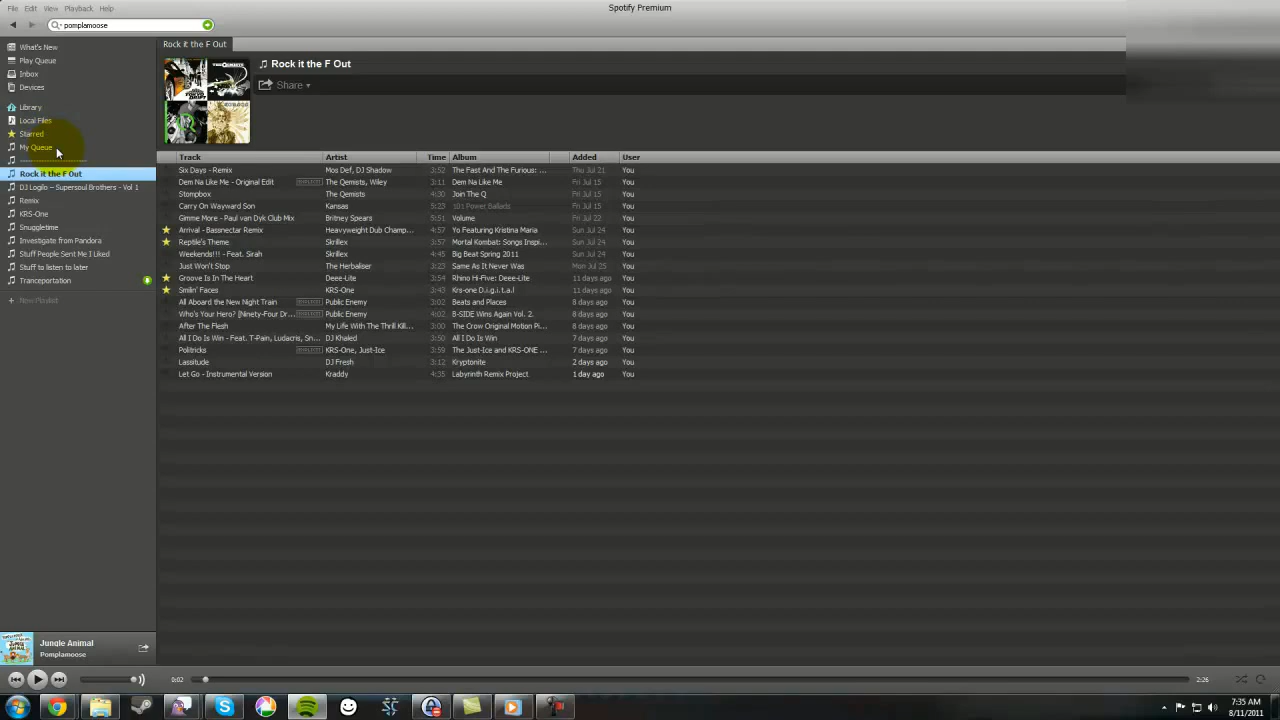 File Edit View Playback Help
Spotify Premium
pomplamoose
What's New
Play Queue
Inbox
Devices
Library
Local Files
Starred
My Queue
Rock it the F Out
DJ Logilo – Supersoul Brothers - Vol 1
Remix
KRS-One
Snuggletime
Investigate from Pandora
Stuff People Sent Me I Liked
Stuff to listen to later
Tranceportation
New Playlist
Rock it the F Out
Rock it the F Out
Share
Track Artist Time Album Added User
Six Days - Remix Mos Def, DJ Shadow 3:52 The Fast And The Furious: ... Thu Jul 21 You
Dem Na Like Me - Original Edit EXPLICIT The Qemists, Wiley 3:11 Dem Na Like Me Fri Jul 15 You
Stompbox The Qemists 4:30 Join The Q Fri Jul 15 You
Carry On Wayward Son Kansas 5:23 101 Power Ballads Fri Jul 15 You
Gimme More - Paul van Dyk Club Mix Britney Spears 5:51 Volume Fri Jul 22 You
Arrival - Bassnectar Remix Heavyweight Dub Champ... 4:57 Yo Featuring Kristina Maria Sun Jul 24 You
Reptile's Theme Skrillex 3:57 Mortal Kombat: Songs Inspi... Sun Jul 24 You
Weekends!!! - Feat. Sirah Skrillex 4:45 Big Beat Spring 2011 Sun Jul 24 You
Just Won't Stop The Herbaliser 3:23 Same As It Never Was Mon Jul 25 You
Groove Is In The Heart Deee-Lite 3:54 Rhino Hi-Five: Deee-Lite 11 days ago You
Smilin' Faces KRS-One 3:43 Krs-one D.i.g.i.t.a.l 11 days ago You
All Aboard the New Night Train EXPLICIT Public Enemy 3:02 Beats and Places 8 days ago You
Who's Your Hero? [Ninety-Four Dr... EXPLICIT Public Enemy 3:04 B-SIDE Wins Again Vol. 2. 8 days ago You
After The Flesh My Life With The Thrill Kill... 3:00 The Crow Original Motion Pi... 8 days ago You
All I Do Is Win - Feat. T-Pain, Ludacris, Sn... DJ Khaled 3:50 All I Do Is Win 7 days ago You
Politricks EXPLICIT KRS-One, Just-Ice 3:59 The Just-Ice and KRS-ONE ... 7 days ago You
Lassitude DJ Fresh 3:12 Kryptonite 2 days ago You
Let Go - Instrumental Version Kraddy 4:35 Labyrinth Remix Project 1 day ago You
Jungle Animal
Pomplamoose
0:02 2:26
7:35 AM
8/11/2011